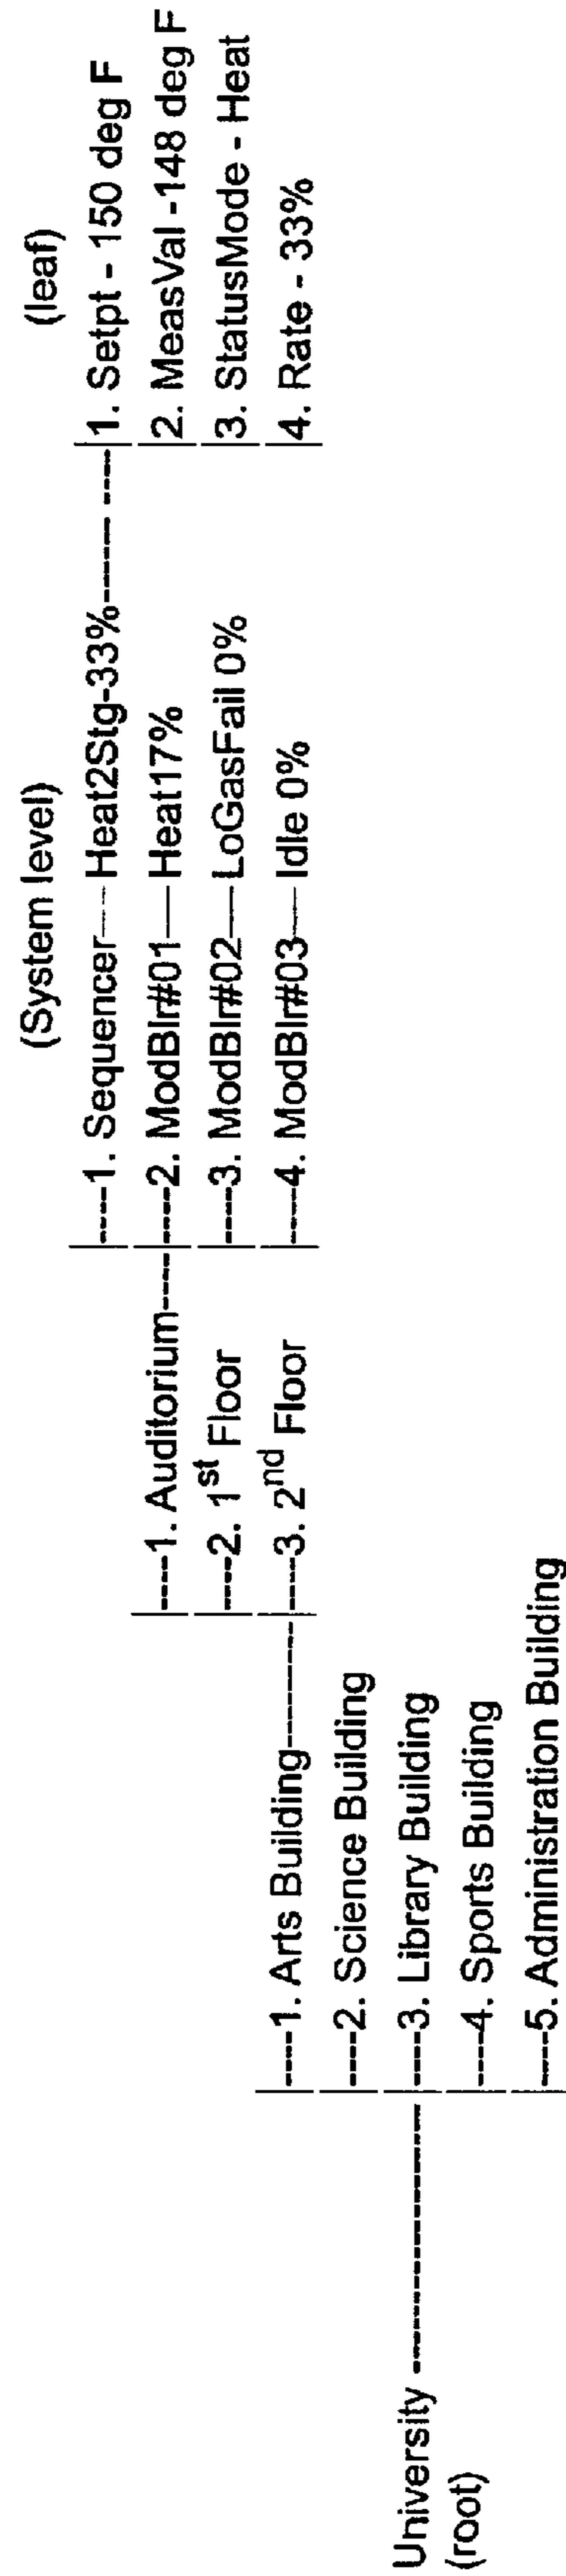 University
(root)
1. Arts Building
2. Science Building
3. Library Building
4. Sports Building
5. Administration Building
1. Auditorium
2. 1st Floor
3. 2nd Floor
(System level)
1. Sequencer---Heat2Stg-33%
2. ModBlr#01—Heat17%
3. ModBlr#02—LoGasFail 0%
4. ModBlr#03—Idle 0%
(leaf)
1. Setpt - 150 deg F
2. MeasVal -148 deg F
3. StatusMode - Heat
4. Rate - 33%